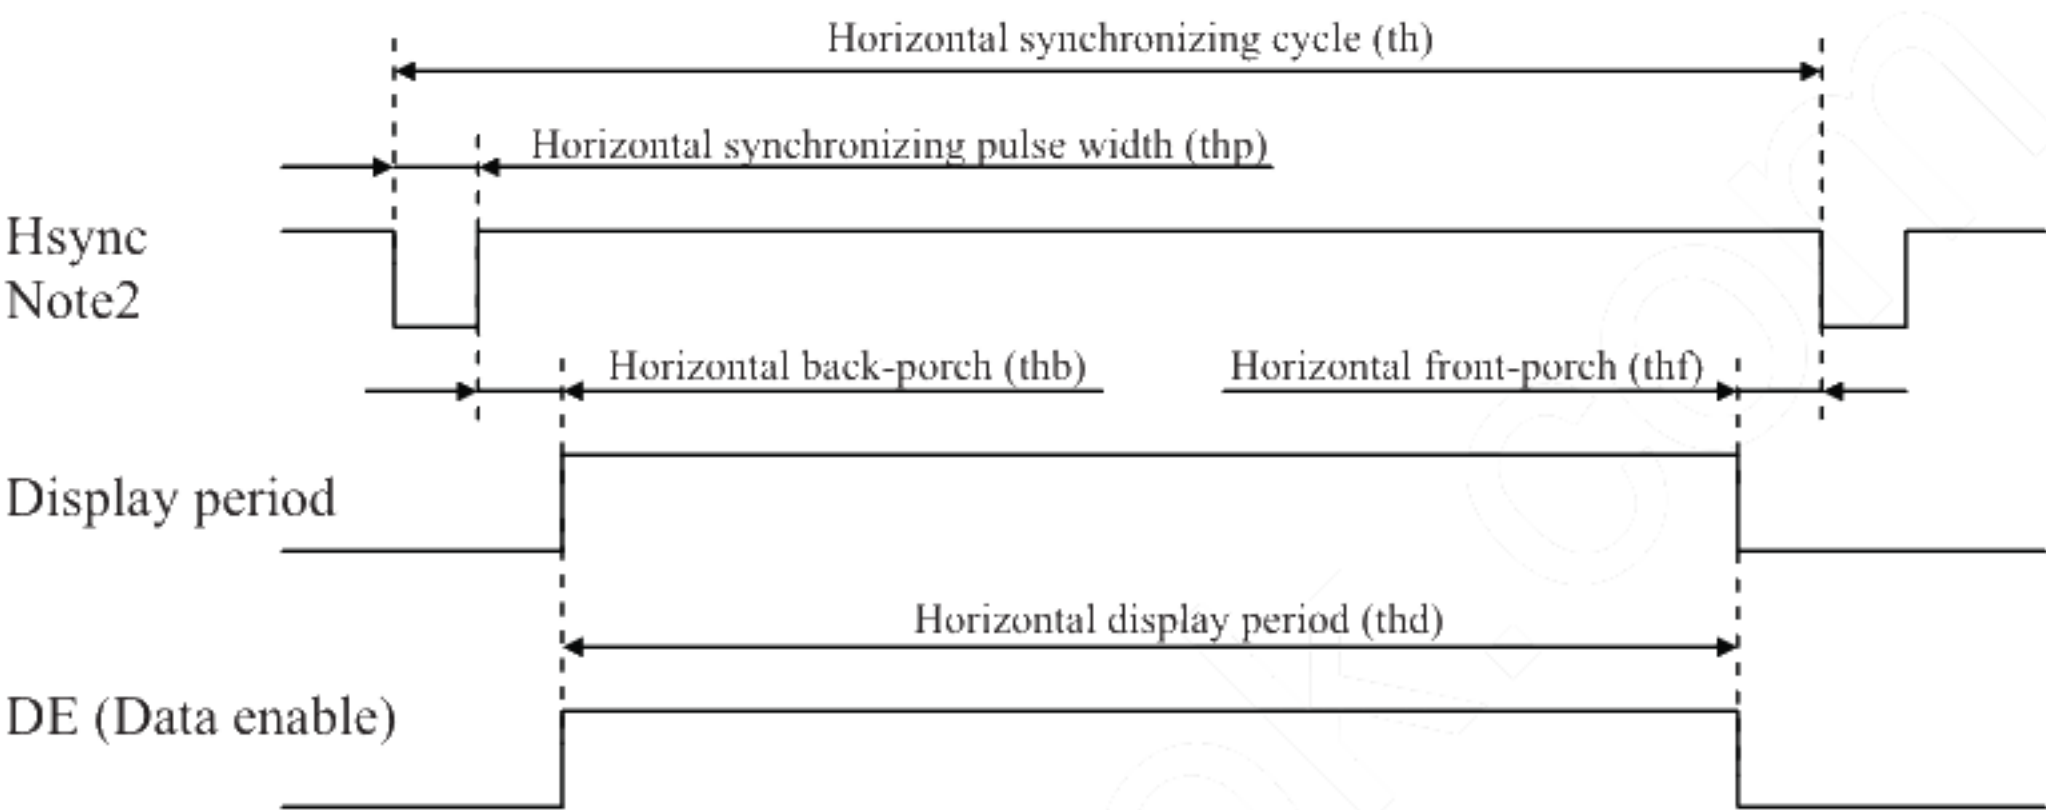 Horizontal synchronizing cycle (th)
Horizontal synchronizing pulse width (thp)
Hsync
Note2
Horizontal back-porch (thb)
Horizontal front-porch (thf)
Display period
Horizontal display period (thd)
DE (Data enable)